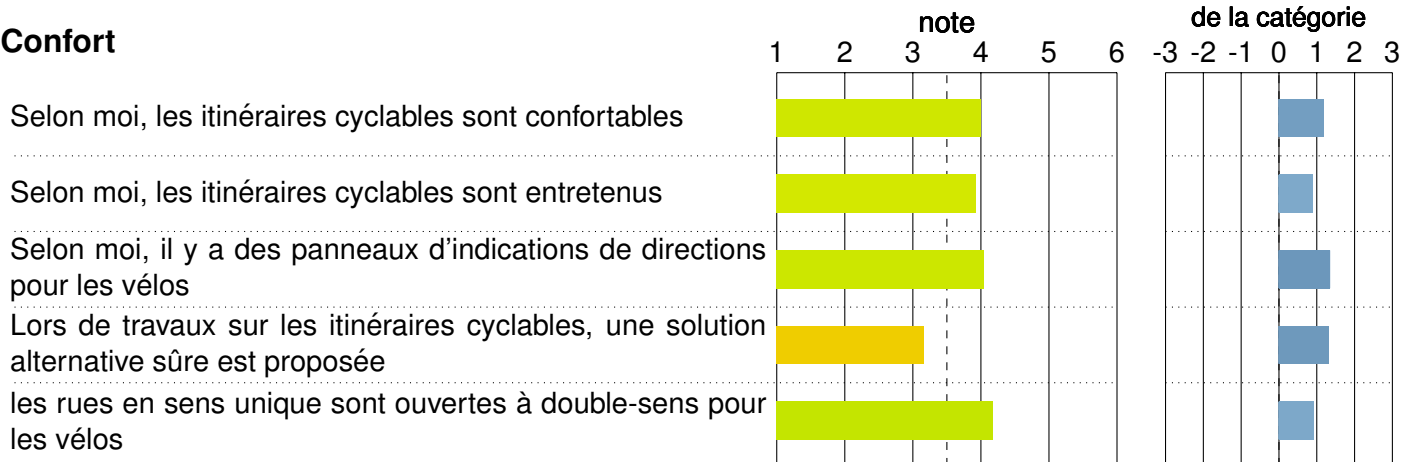 Confort
note
de la catégorie
1 2 3 4 5 6
-3 -2 -1 0 1 2 3
Selon moi, les itinéraires cyclables sont confortables
Selon moi, les itinéraires cyclables sont entretenus
Selon moi, il y a des panneaux d'indications de directions
pour les vélos
Lors de travaux sur les itinéraires cyclables, une solution
alternative sûre est proposée
les rues en sens unique sont ouvertes à double-sens pour
les vélos